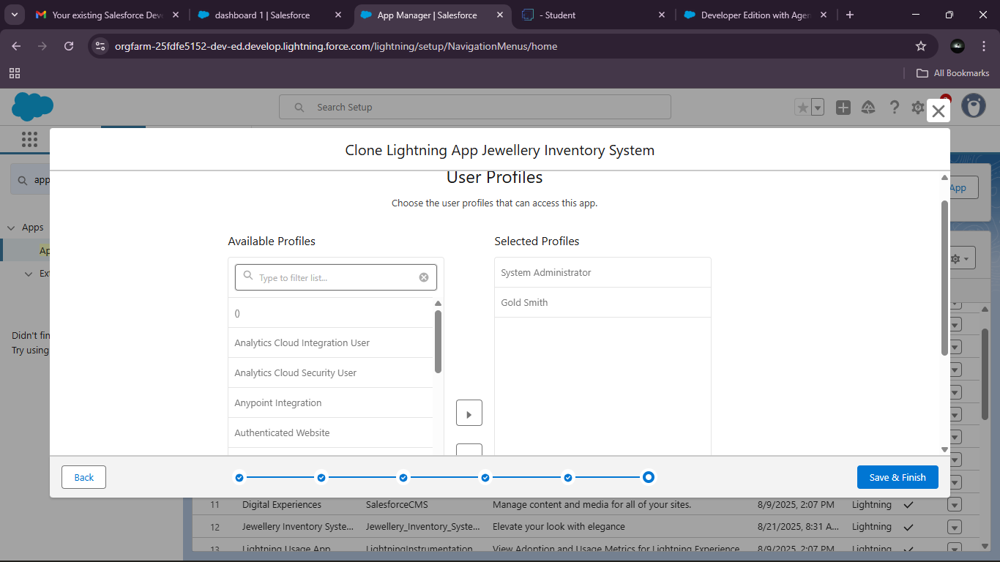 Your existing Salesforce Dev
dashboard 1 | Salesforce
App Manager | Salesforce
- Student
Developer Edition with Agen
orgfarm-25fdfe5152-dev-ed.develop.lightning.force.com/lightning/setup/NavigationMenus/home
All Bookmarks
Search Setup
Clone Lightning App Jewellery Inventory System
app
App
User Profiles
Choose the user profiles that can access this app.
Apps
Ap
Ext
Available Profiles
Selected Profiles
Type to filter list...
System Administrator
Gold Smith
()
Analytics Cloud Integration User
Analytics Cloud Security User
Anypoint Integration
Authenticated Website
Didn't fin
Try using
Back
Save & Finish
11 Digital Experiences SalesforceCMS Manage content and media for all of your sites. 8/9/2025, 2:07 PM Lightning
12 Jewellery Inventory Syste... Jewellery_Inventory_Syste... Elevate your look with elegance 8/21/2025, 8:31 A... Lightning
13 Lightning Usage App LightningInstrumentation View Adoption and Usage Metrics for Lightning Experience 8/9/2025, 2:07 PM Lightning